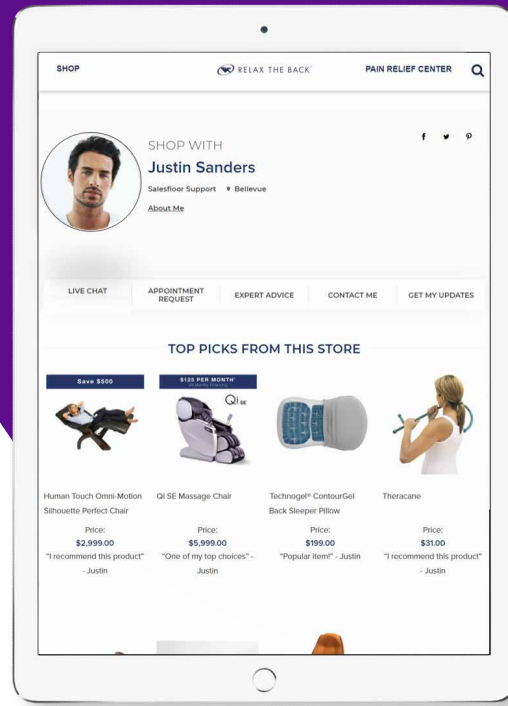 SHOP
RELAX THE BACK
PAIN RELIEF CENTER
SHOP WITH
Justin Sanders
Salesfloor Support Bellevue
About Me
LIVE CHAT
APPOINTMENT
REQUEST
EXPERT ADVICE
CONTACT ME
GET MY UPDATES
TOP PICKS FROM THIS STORE
Save $500
Human Touch Omni-Motion
Silhouette Perfect Chair
Price:
$2,999.00
"I recommend this product"
- Justin
$125 PER MONTH*
Qi SE
Qi SE Massage Chair
Price:
$5,999.00
"One of my top choices" -
Justin
Technogel® ContourGel
Back Sleeper Pillow
Price:
$199.00
"Popular item!" - Justin
Theracane
Price:
$31.00
"I recommend this product"
- Justin